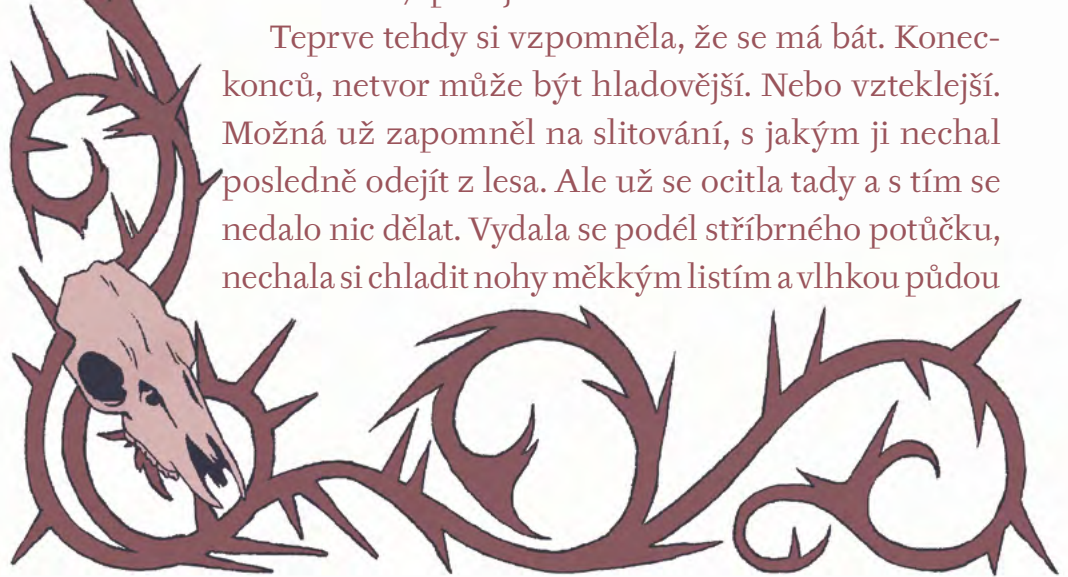 Teprve tehdy si vzpomněla, že se má bát. Konec-
konců, netvor může být hladovější. Nebo vzteklejší.
Možná už zapomněl na slitování, s jakým ji nechal
posledně odejít z lesa. Ale už se ocitla tady a s tím se
nedalo nic dělat. Vydala se podél stříbrného potůčku,
nechala si chladit nohy měkkým listím a vlhkou půdou